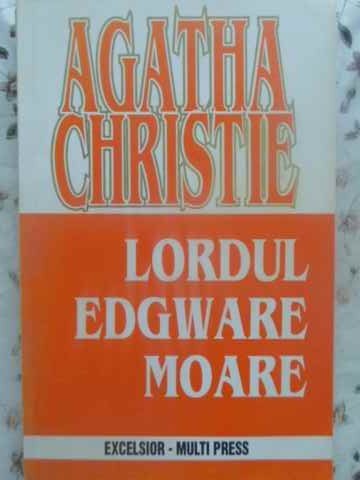 AGATHA
CHRISTIE
LORDUL
EDGWARE
MOARE
EXCELSIOR - MULTI PRESS